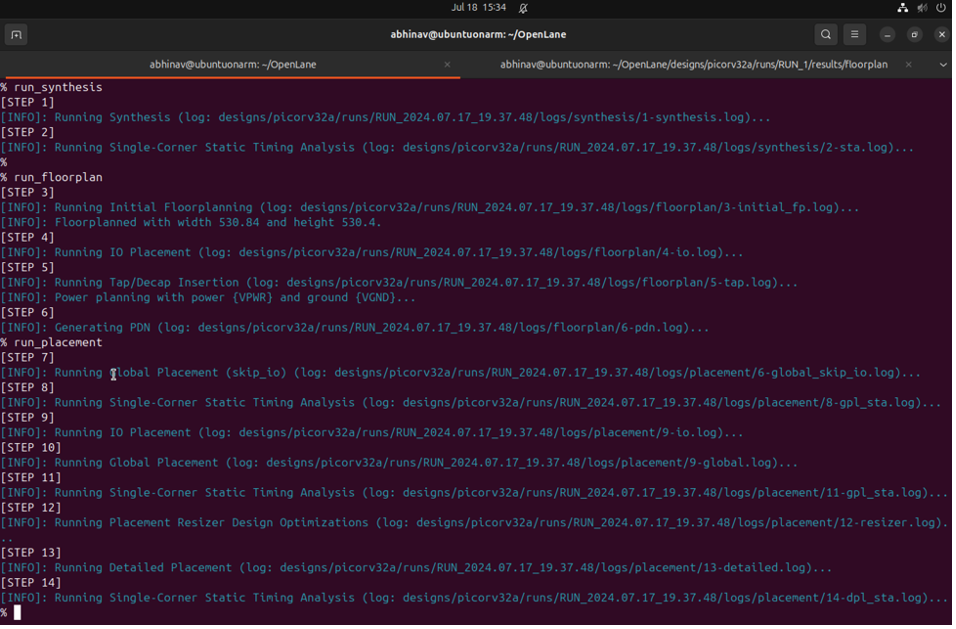 Jul 18 15:34
abhinav@ubuntuonarm: ~/OpenLane
abhinav@ubuntuonarm: ~/OpenLane
abhinav@ubuntuonarm: ~/OpenLane/designs/picorv32a/runs/RUN_1/results/floorplan
% run_synthesis
[STEP 1]
[INFO]: Running Synthesis (log: designs/picorv32a/runs/RUN_2024.07.17_19.37.48/logs/synthesis/1-synthesis.log)...
[STEP 2]
[INFO]: Running Single-Corner Static Timing Analysis (log: designs/picorv32a/runs/RUN_2024.07.17_19.37.48/logs/synthesis/2-sta.log)...
%
% run_floorplan
[STEP 3]
[INFO]: Running Initial Floorplanning (log: designs/picorv32a/runs/RUN_2024.07.17_19.37.48/logs/floorplan/3-initial_fp.log)...
[INFO]: Floorplanned with width 530.84 and height 530.4.
[STEP 4]
[INFO]: Running IO Placement (log: designs/picorv32a/runs/RUN_2024.07.17_19.37.48/logs/floorplan/4-io.log)...
[STEP 5]
[INFO]: Running Tap/Decap Insertion (log: designs/picorv32a/runs/RUN_2024.07.17_19.37.48/logs/floorplan/5-tap.log)...
[INFO]: Power planning with power {VPWR} and ground {VGND}...
[STEP 6]
[INFO]: Generating PDN (log: designs/picorv32a/runs/RUN_2024.07.17_19.37.48/logs/floorplan/6-pdn.log)...
% run_placement
[STEP 7]
[INFO]: Running Global Placement (skip_io) (log: designs/picorv32a/runs/RUN_2024.07.17_19.37.48/logs/placement/6-global_skip_io.log)...
[STEP 8]
[INFO]: Running Single-Corner Static Timing Analysis (log: designs/picorv32a/runs/RUN_2024.07.17_19.37.48/logs/placement/8-gpl_sta.log)...
[STEP 9]
[INFO]: Running IO Placement (log: designs/picorv32a/runs/RUN_2024.07.17_19.37.48/logs/placement/9-io.log)...
[STEP 10]
[INFO]: Running Global Placement (log: designs/picorv32a/runs/RUN_2024.07.17_19.37.48/logs/placement/9-global.log)...
[STEP 11]
[INFO]: Running Single-Corner Static Timing Analysis (log: designs/picorv32a/runs/RUN_2024.07.17_19.37.48/logs/placement/11-gpl_sta.log)...
[STEP 12]
[INFO]: Running Placement Resizer Design Optimizations (log: designs/picorv32a/runs/RUN_2024.07.17_19.37.48/logs/placement/12-resizer.log).
..
[STEP 13]
[INFO]: Running Detailed Placement (log: designs/picorv32a/runs/RUN_2024.07.17_19.37.48/logs/placement/13-detailed.log)...
[STEP 14]
[INFO]: Running Single-Corner Static Timing Analysis (log: designs/picorv32a/runs/RUN_2024.07.17_19.37.48/logs/placement/14-dpl_sta.log)...
%